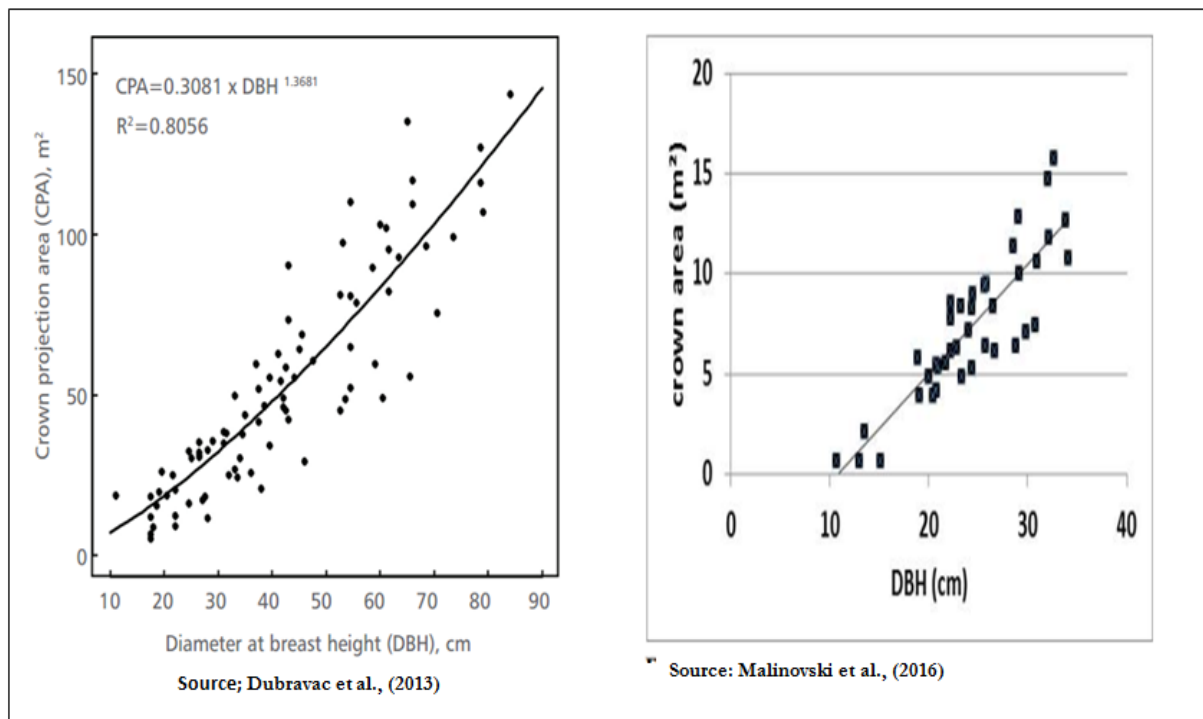 CPA=0.3081 x DBH 1.3681
R²=0.8056
Crown projection area (CPA), m²
150
100
50
0
10 20 30 40 50 60 70 80 90
Diameter at breast height (DBH), cm
Source; Dubravac et al., (2013)
crown area (m²)
20
15
10
5
0
0 10 20 30 40
DBH (cm)
Source: Malinovski et al., (2016)